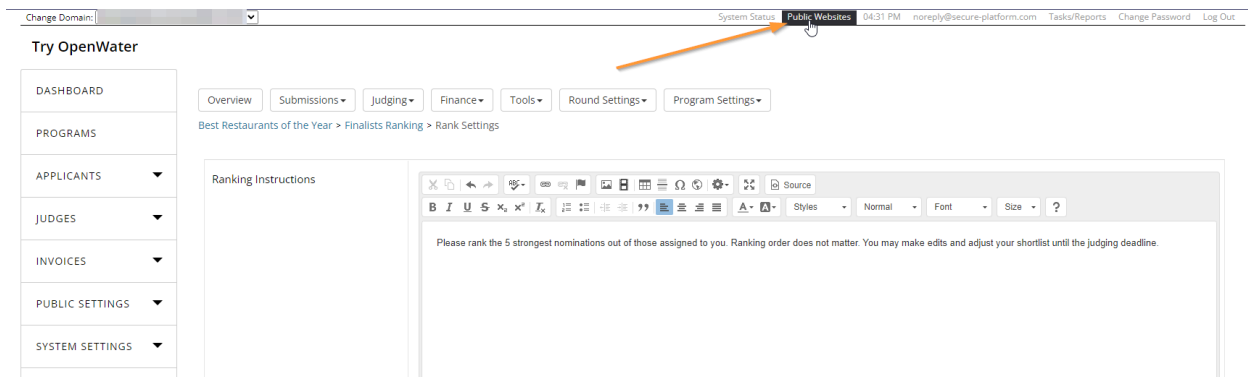 Change Domain:
System Status Public Websites 04:31 PM noreply@secure-platform.com Tasks/Reports Change Password Log Out
Try OpenWater
DASHBOARD
PROGRAMS
APPLICANTS
JUDGES
INVOICES
PUBLIC SETTINGS
SYSTEM SETTINGS
Overview Submissions Judging Finance Tools Round Settings Program Settings
Best Restaurants of the Year > Finalists Ranking > Rank Settings
Ranking Instructions
Source
B I U S x₂ x² Tx A A Styles Normal Font Size ?
Please rank the 5 strongest nominations out of those assigned to you. Ranking order does not matter. You may make edits and adjust your shortlist until the judging deadline.